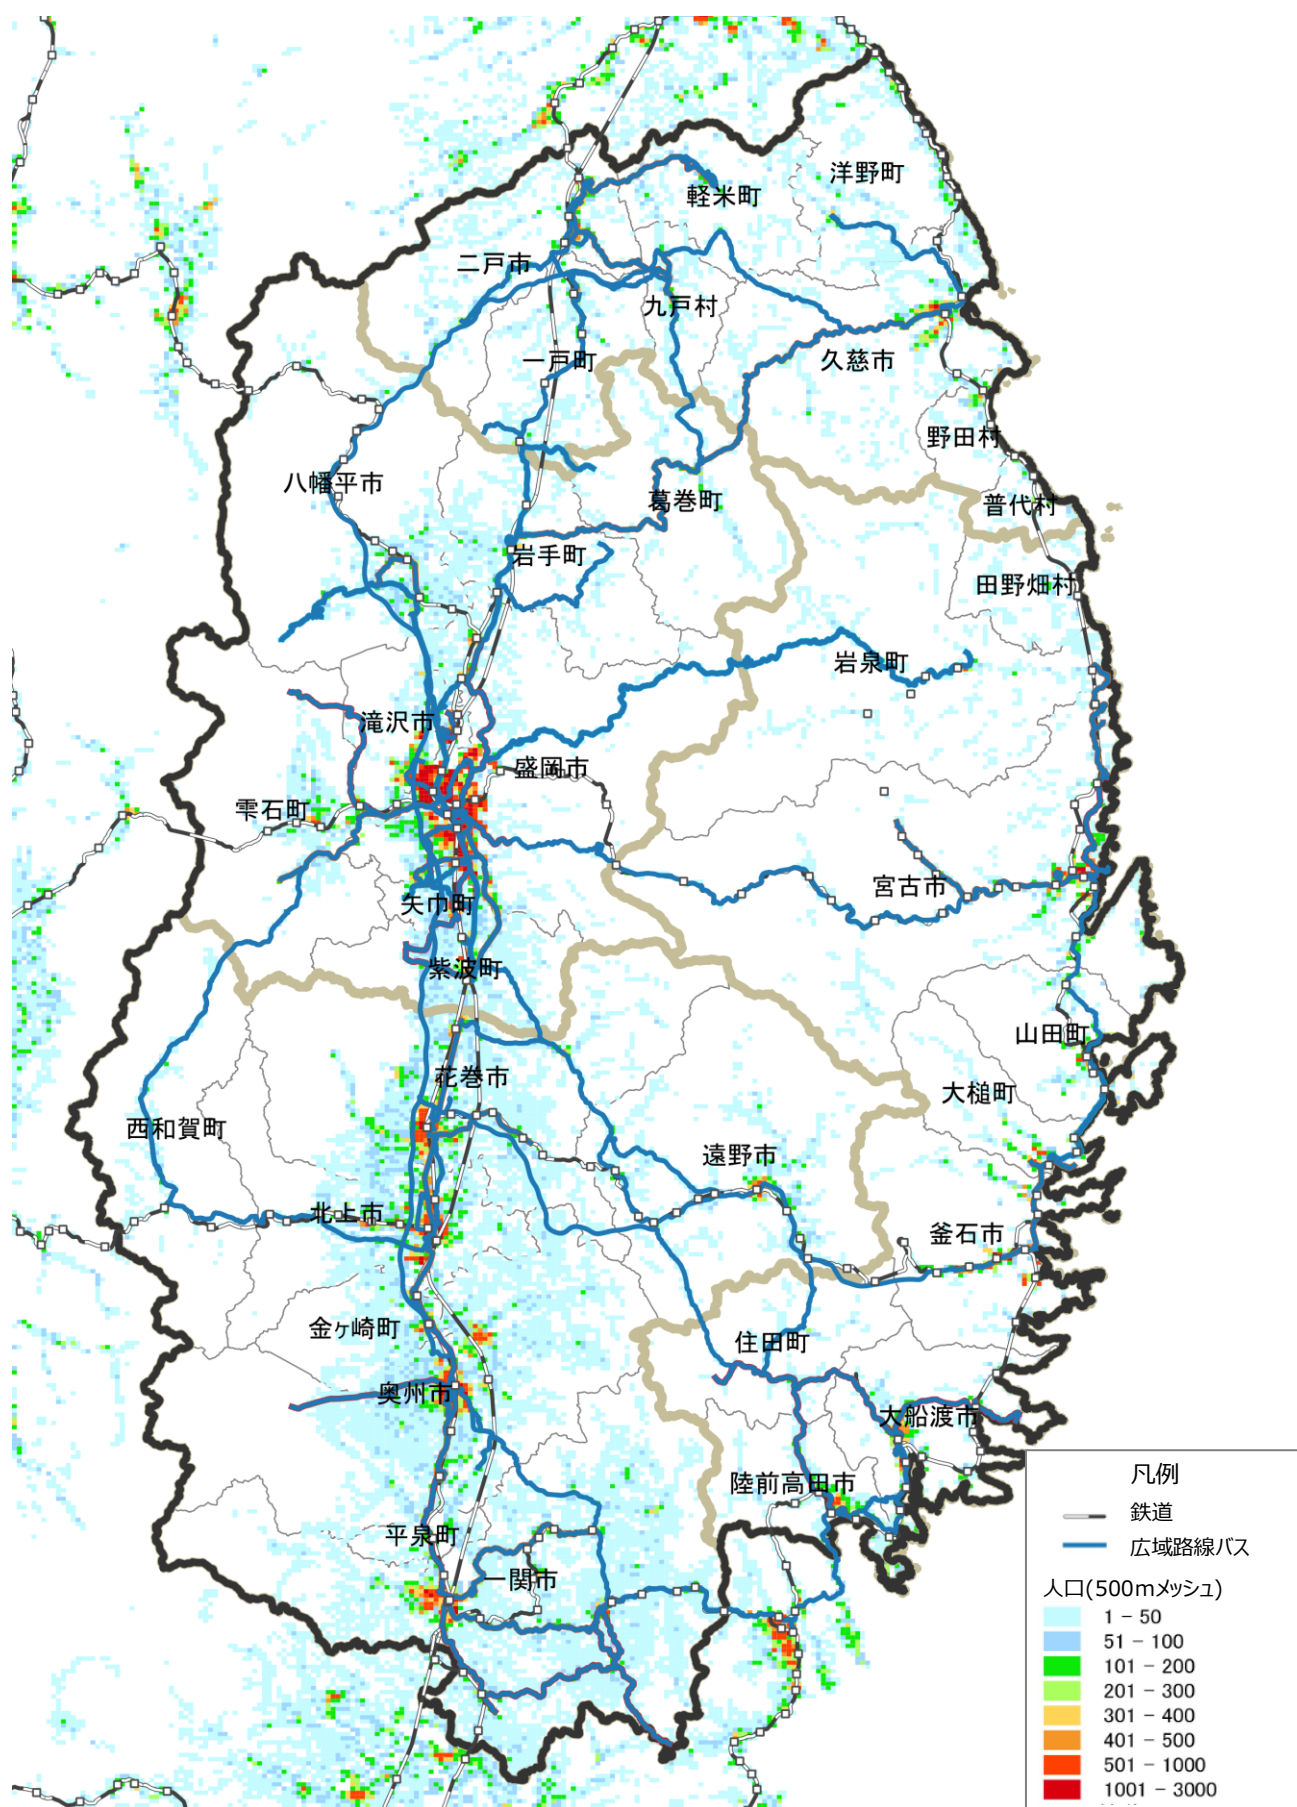 洋野町
軽米町
二戸市
九戸村
一戸町
久慈市
野田村
八幡平市
葛巻町
普代村
岩手町
田野畑村
岩泉町
滝沢市
盛岡市
雫石町
宮古市
矢巾町
紫波町
山田町
花巻市
大槌町
西和賀町
遠野市
北上市
釜石市
金ヶ崎町
住田町
奥州市
大船渡市
陸前高田市
平泉町
一関市
凡例
鉄道
広域路線バス
人口(500mメッシュ)
1 - 50
51 - 100
101 - 200
201 - 300
301 - 400
401 - 500
501 - 1000
1001 - 3000